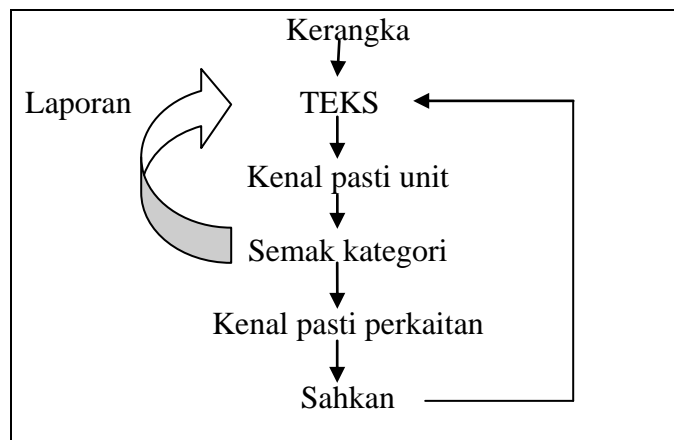 Kerangka
Laporan
TEKS
Kenal pasti unit
Semak kategori
Kenal pasti perkaitan
Sahkan